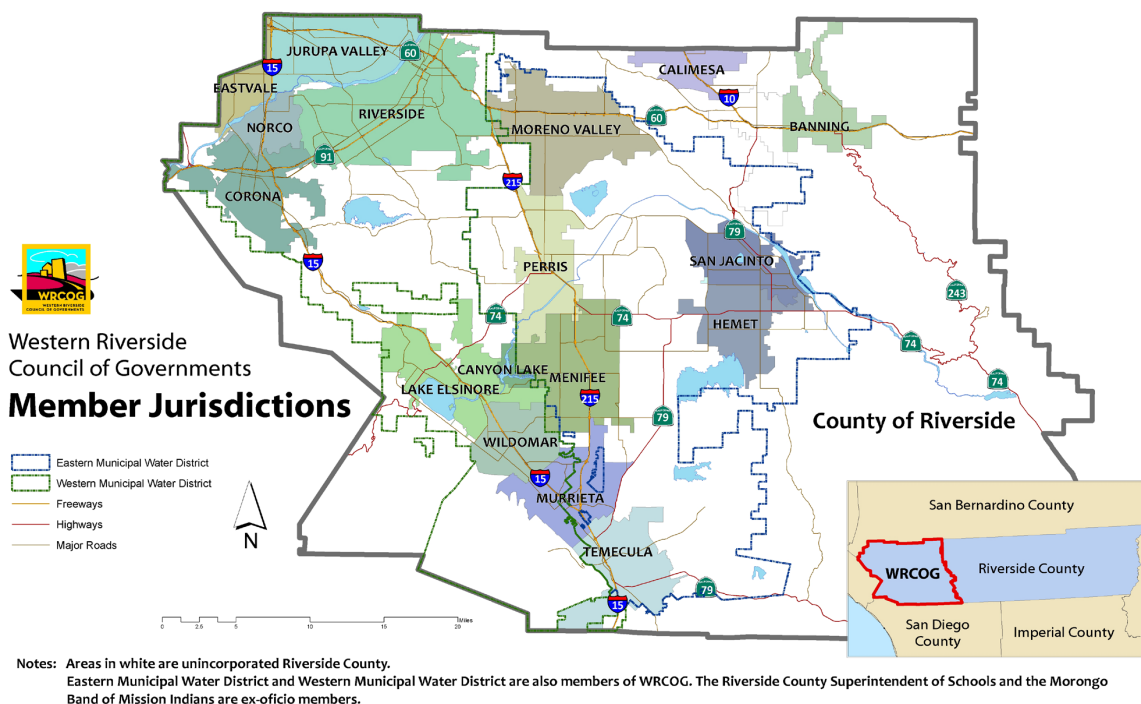 JURUPA VALLEY
60
15
EASTVALE
CALIMESA
10
NORCO
RIVERSIDE
60
MORENO VALLEY
BANNING
91
215
CORONA
79
WRCOG
WESTERN RIVERSIDE
COUNCIL OF GOVERNMENTS
15
PERRIS
SAN JACINTO
243
74
74
HEMET
74
Western Riverside
Council of Governments
Member Jurisdictions
CANYON LAKE
MENIFEE
LAKE ELSINORE
215
74
79
County of Riverside
WILDOMAR
Eastern Municipal Water District
Western Municipal Water District
Freeways
Highways
Major Roads
N
15
MURRIETA
TEMECULA
79
15
San Bernardino County
WRCOG
Riverside County
San Diego
County
Imperial County
0 2.5 5 10 15 20
Miles
Notes: Areas in white are unincorporated Riverside County.
Eastern Municipal Water District and Western Municipal Water District are also members of WRCOG. The Riverside County Superintendent of Schools and the Morongo
Band of Mission Indians are ex-oficio members.